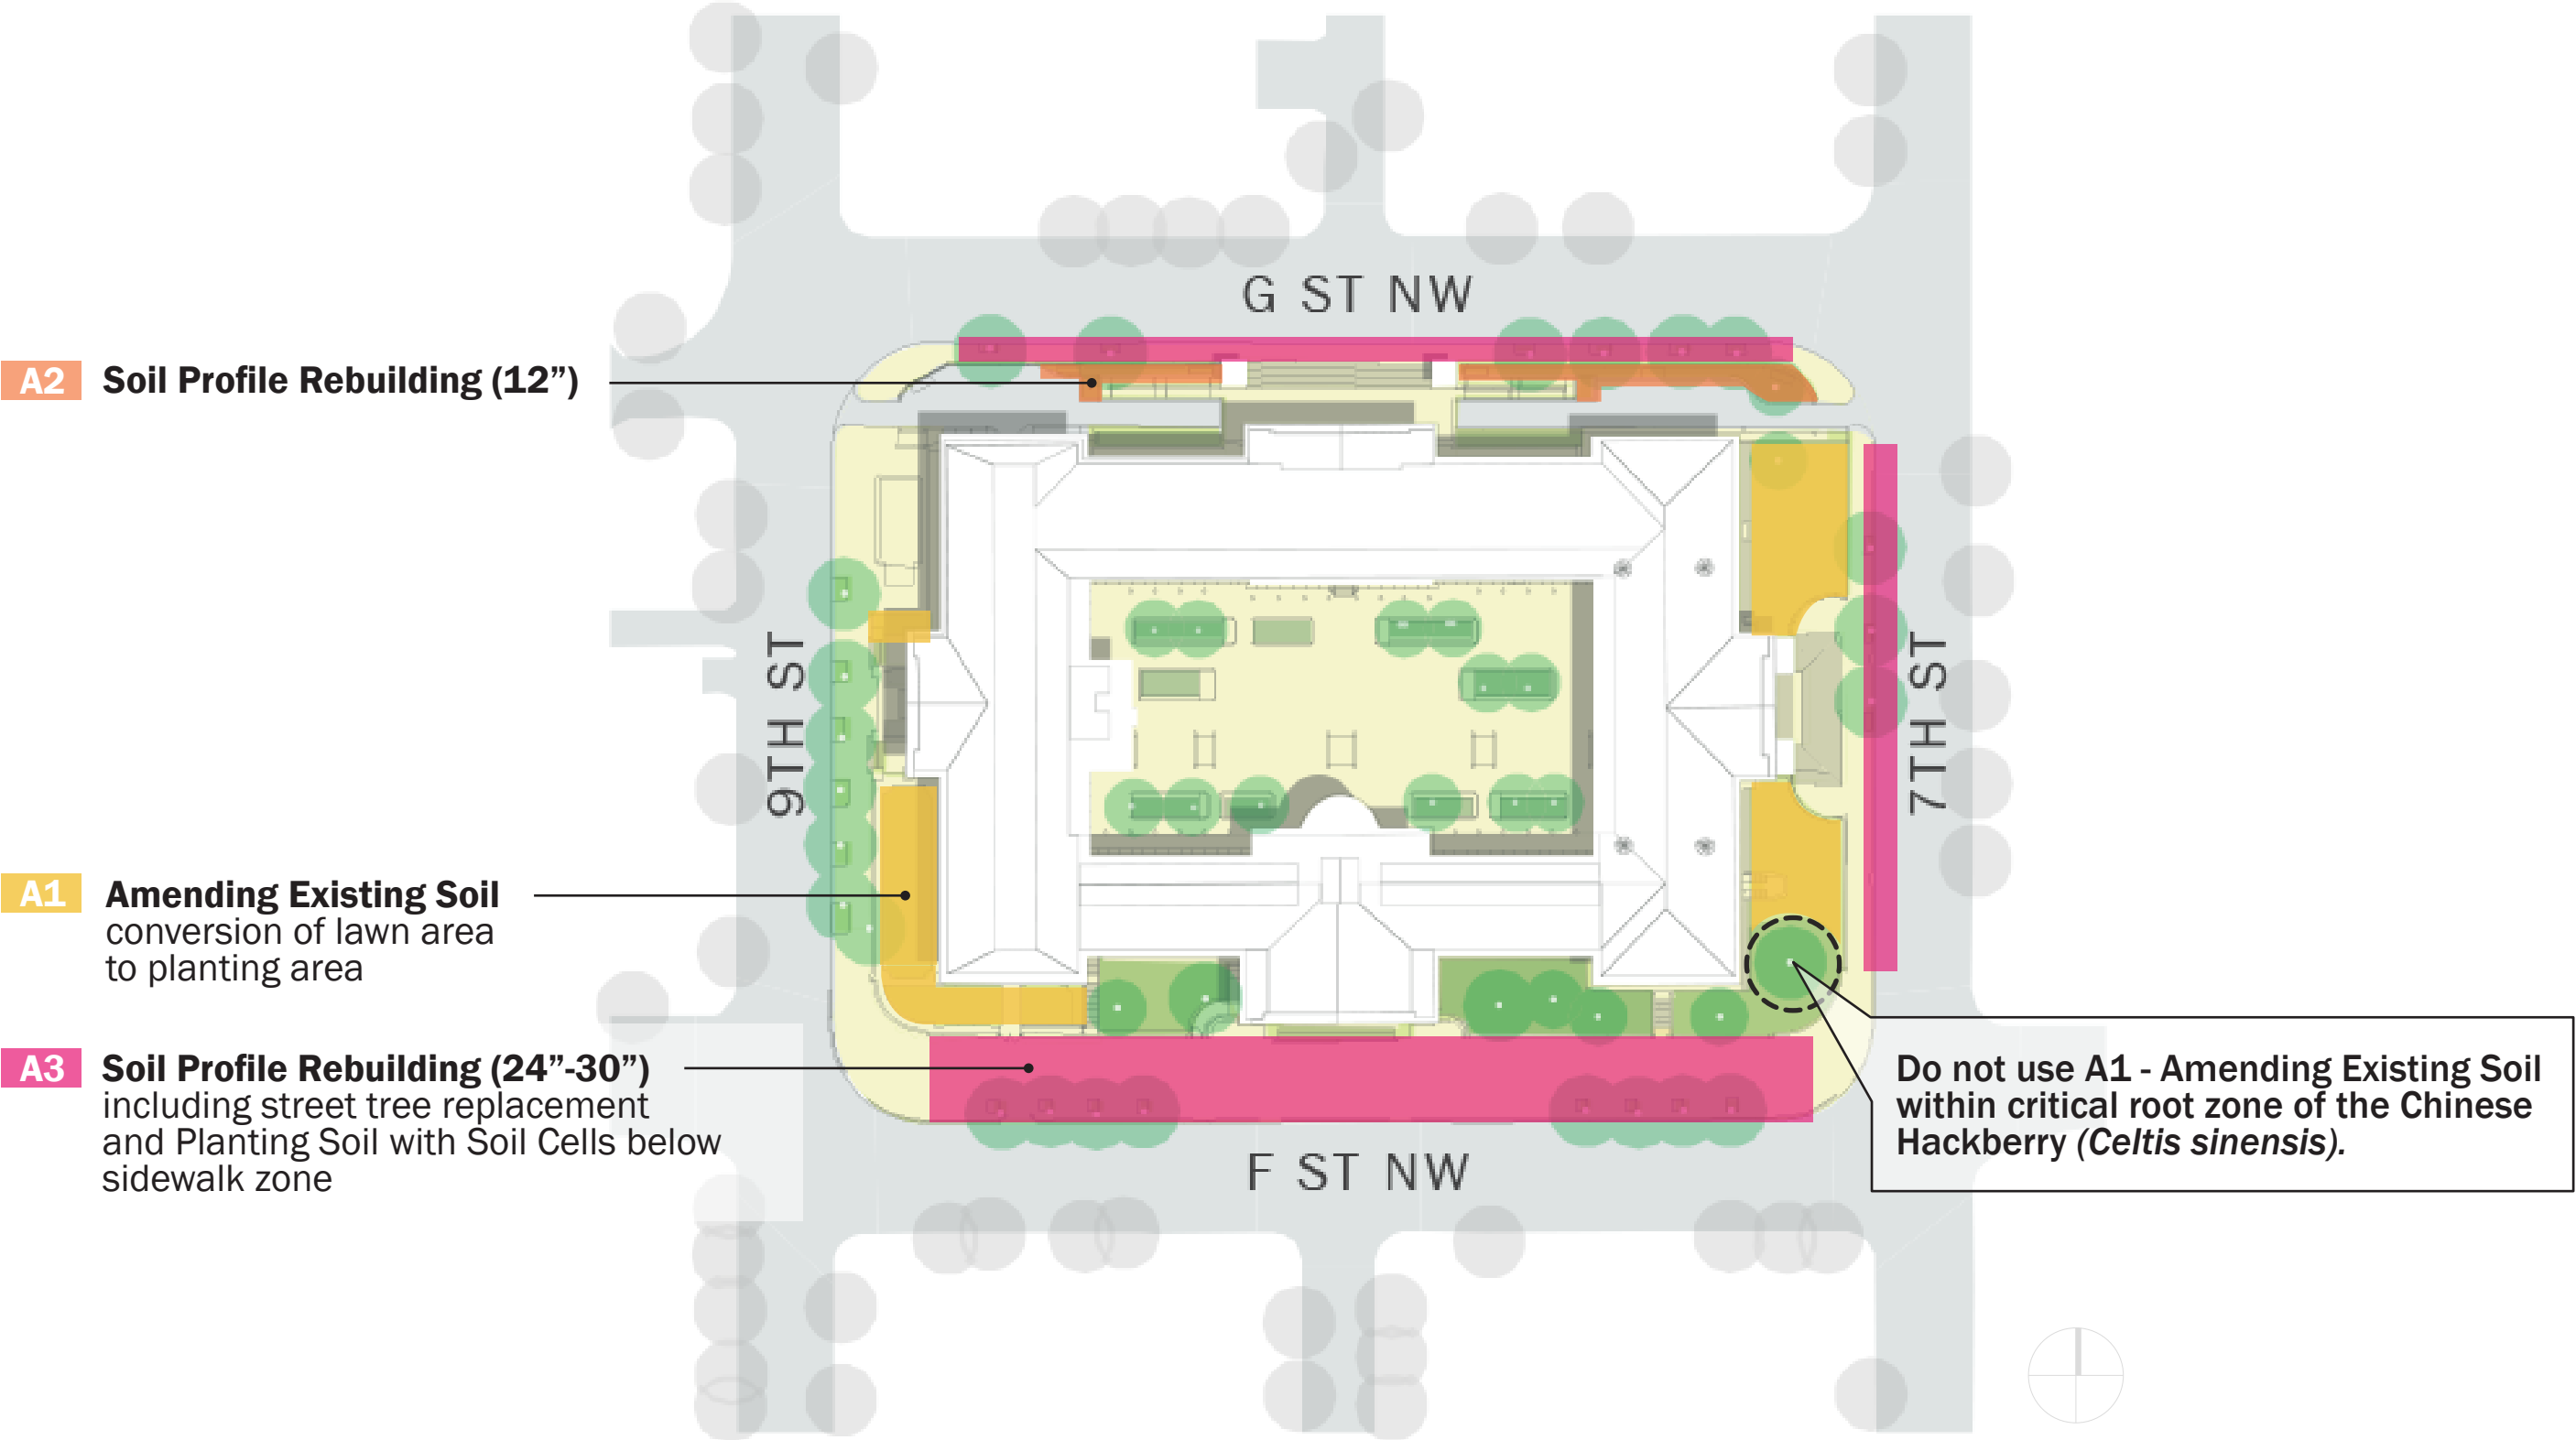 G ST NW
A2 Soil Profile Rebuilding (12”)
9TH ST
7TH ST
A1 Amending Existing Soil
conversion of lawn area
to planting area
A3 Soil Profile Rebuilding (24”-30”)
including street tree replacement
and Planting Soil with Soil Cells below
sidewalk zone
Do not use A1 - Amending Existing Soil
within critical root zone of the Chinese
Hackberry (Celtis sinensis).
F ST NW